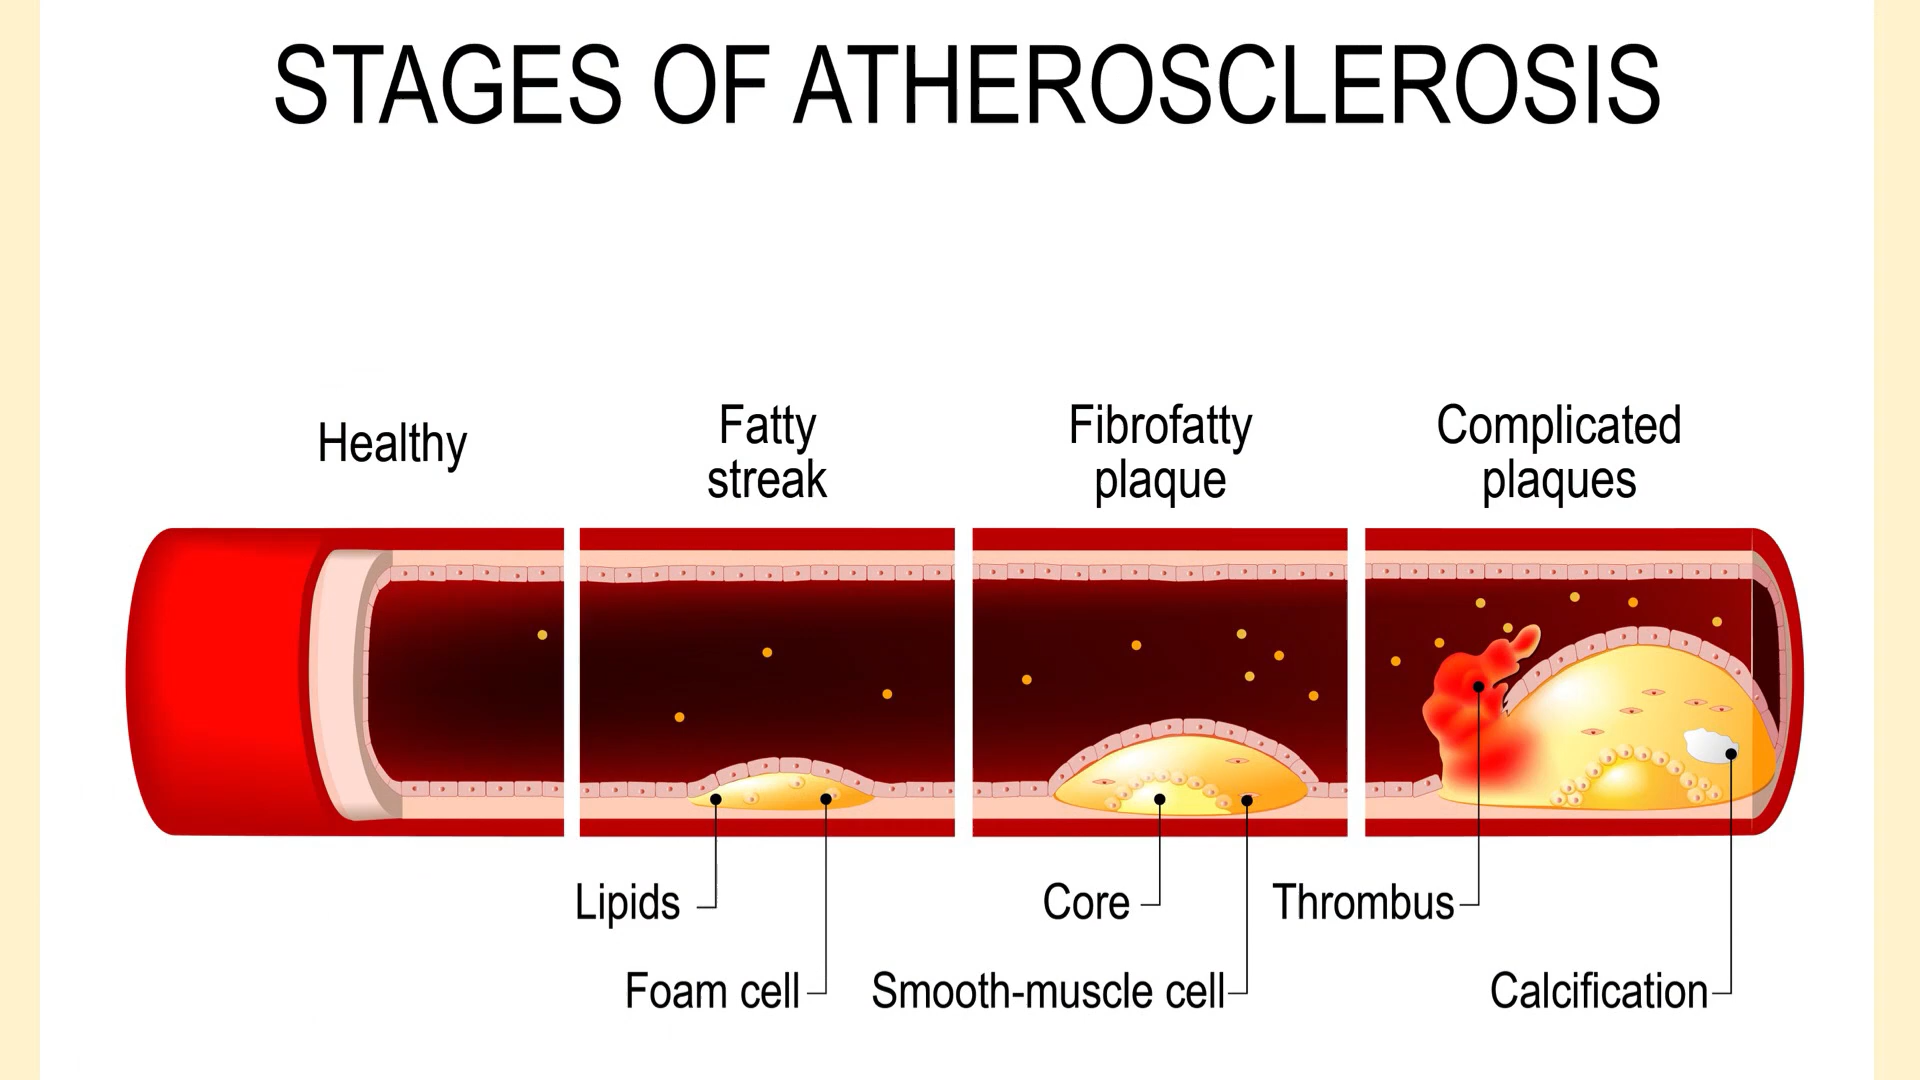 STAGES OF ATHEROSCLEROSIS
Healthy
Fatty
streak
Fibrofatty
plaque
Complicated
plaques
Lipids
Core
Thrombus
Foam cell
Smooth-muscle cell
Calcification